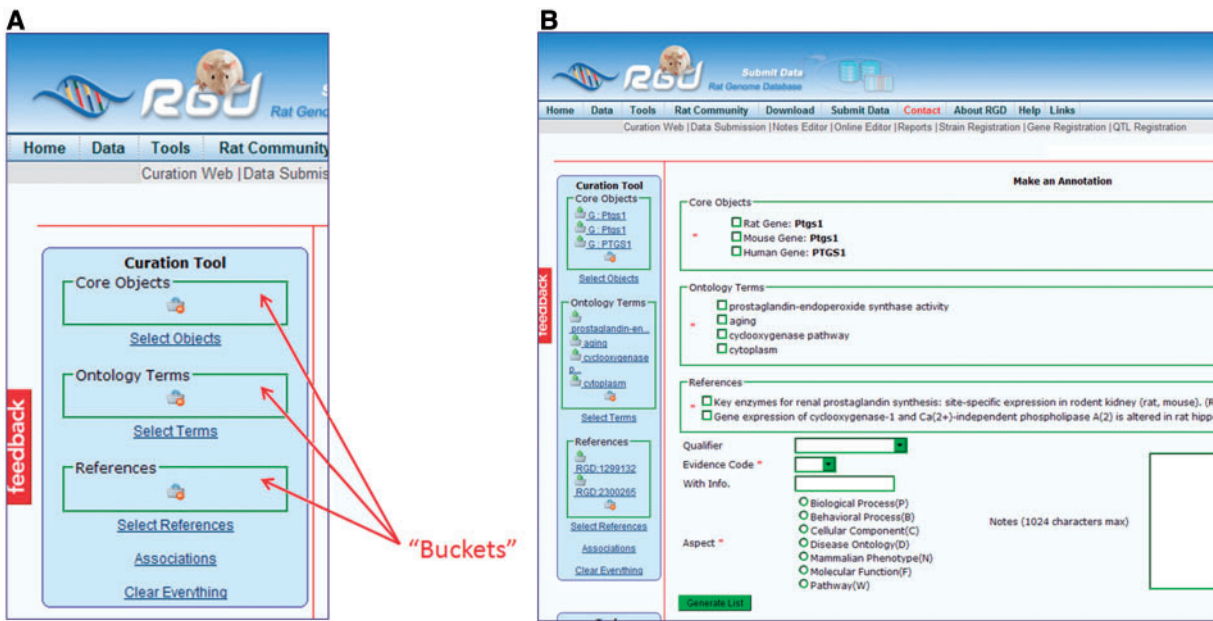 A
RGD
Rat Geno
Home Data Tools Rat Community
Curation Web |Data Submis
Curation Tool
Core Objects
Select Objects
Ontology Terms
Select Terms
References
Select References
Associations
Clear Everything
feedback
"Buckets"
B
RGD
Submit Data
Rat Genome Database
Home Data Tools Rat Community Download Submit Data Contact About RGD Help Links
Curation Web |Data Submission |Notes Editor |Online Editor |Reports |Strain Registration |Gene Registration |QTL Registration
feedback
Curation Tool
Core Objects
G : Ptgs1
G : Ptgs1
G : PTGS1
Select Objects
Ontology Terms
prostaglandin-en...
aging
cyclooxygenase
p...
cytoplasm
Select Terms
References
RGD:1299132
RGD:2300265
Select References
Associations
Clear Everything
Make an Annotation
Core Objects
*
Rat Gene: Ptgs1
Mouse Gene: Ptgs1
Human Gene: PTGS1
Ontology Terms
*
prostaglandin-endoperoxide synthase activity
aging
cyclooxygenase pathway
cytoplasm
References
*
Key enzymes for renal prostaglandin synthesis: site-specific expression in rodent kidney (rat, mouse). (R
Gene expression of cyclooxygenase-1 and Ca(2+)-independent phospholipase A(2) is altered in rat hipp
Qualifier
Evidence Code *
With Info.
Aspect *
Biological Process(P)
Behavioral Process(B)
Cellular Component(C)
Disease Ontology(D)
Mammalian Phenotype(N)
Molecular Function(F)
Pathway(W)
Notes (1024 characters max)
Generate List